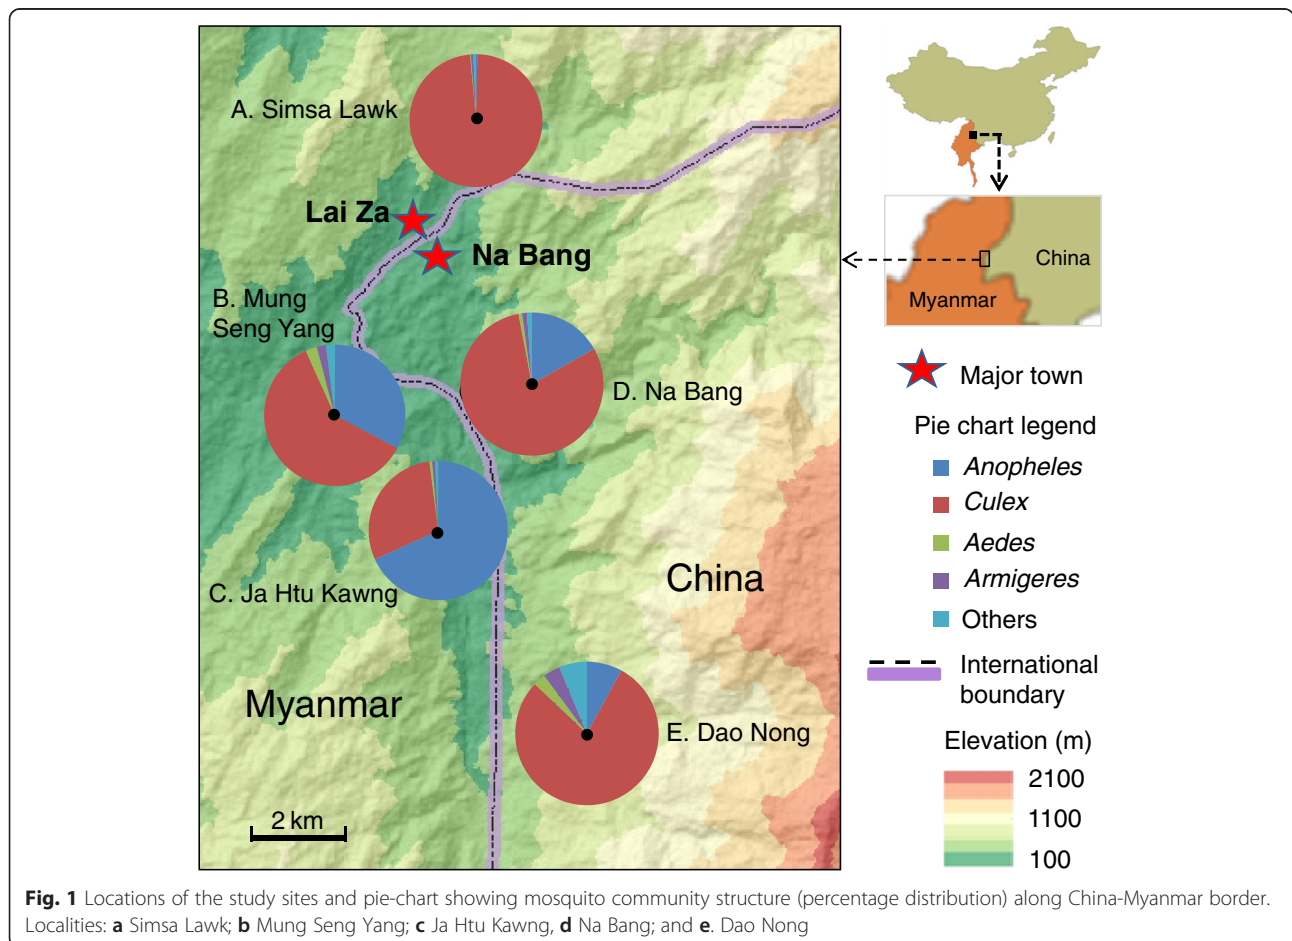 A. Simsa Lawk
Lai Za
Na Bang
B. Mung
Seng Yang
D. Na Bang
C. Ja Htu Kawng
China
Myanmar
E. Dao Nong
2 km
China
Myanmar
Major town
Pie chart legend
Anopheles
Culex
Aedes
Armigeres
Others
International
boundary
Elevation (m)
2100
1100
100
Fig. 1 Locations of the study sites and pie-chart showing mosquito community structure (percentage distribution) along China-Myanmar border.
Localities: a Simsa Lawk; b Mung Seng Yang; c Ja Htu Kawng, d Na Bang; and e. Dao Nong